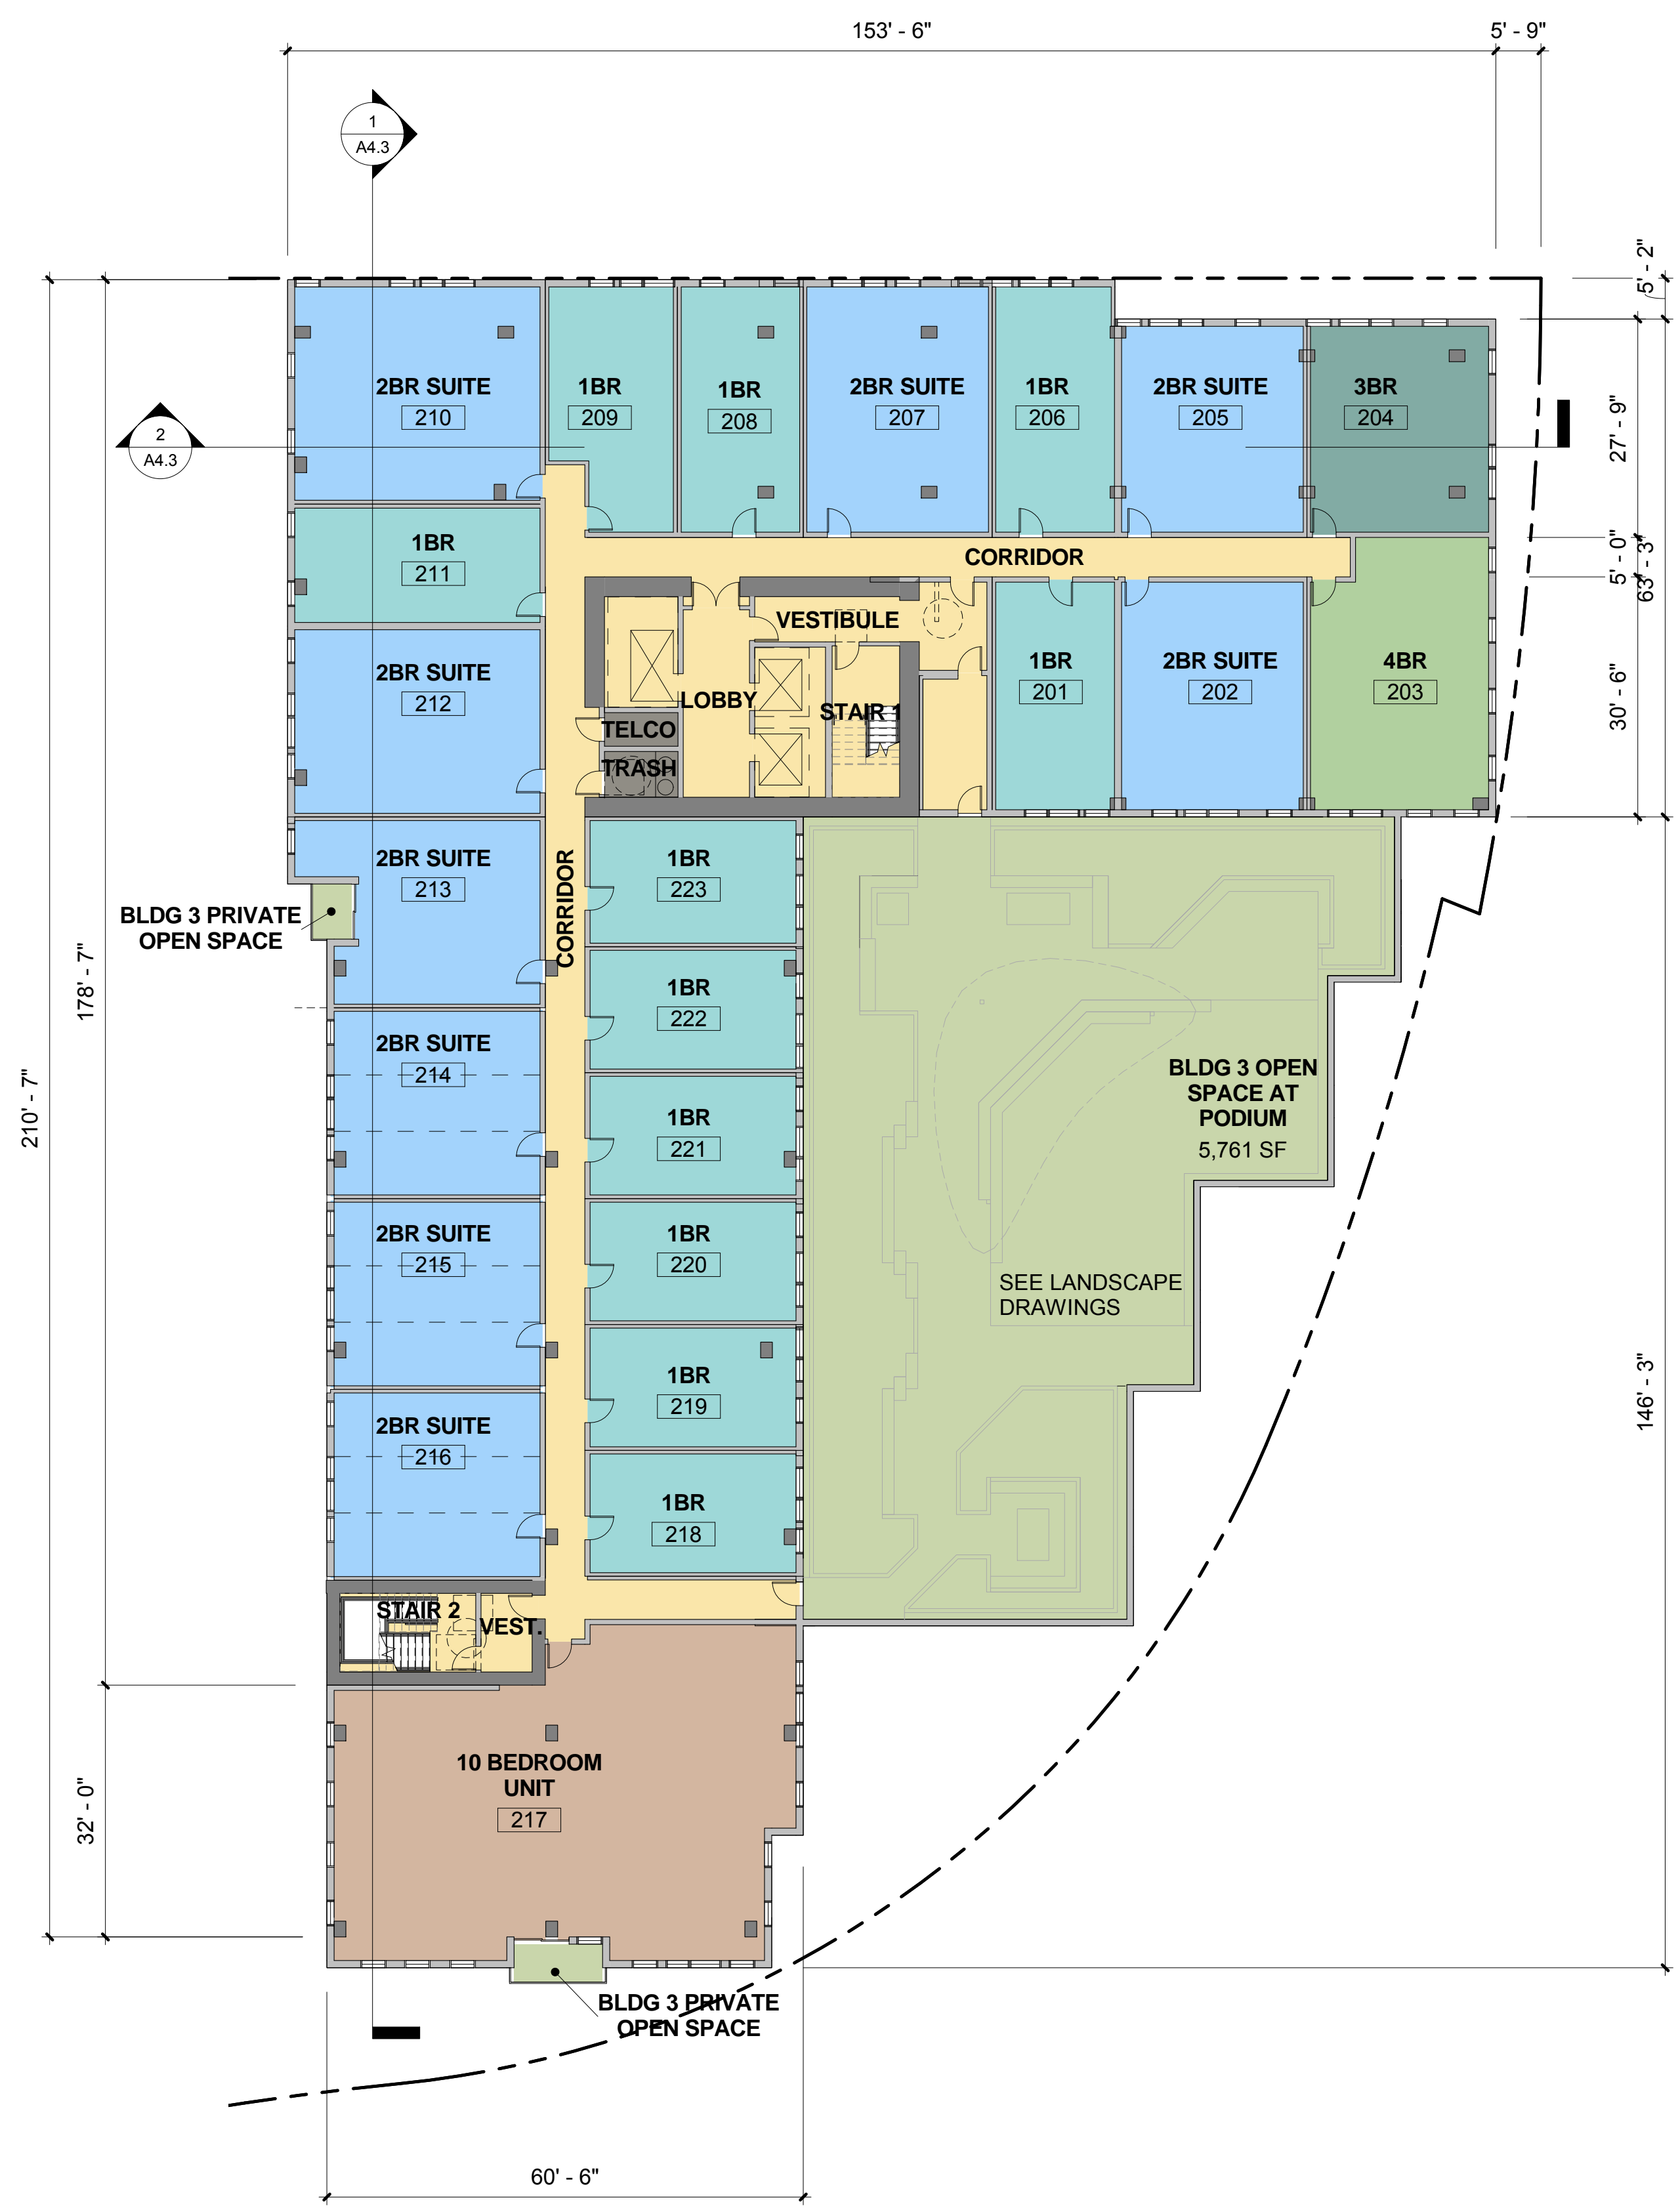 153' - 6"
5' - 9"
1
A4.3
5' - 2"
2BR SUITE
210
1BR
209
1BR
208
2BR SUITE
207
1BR
206
2BR SUITE
205
3BR
204
2
A4.3
27' - 9"
CORRIDOR
5' - 0"
63' - 3"
1BR
211
VESTIBULE
2BR SUITE
212
LOBBY
STAIR 1
TELCO
TRASH
1BR
201
2BR SUITE
202
4BR
203
30' - 6"
2BR SUITE
213
CORRIDOR
1BR
223
BLDG 3 PRIVATE
OPEN SPACE
178' - 7"
210' - 7"
1BR
222
2BR SUITE
214
1BR
221
BLDG 3 OPEN
SPACE AT
PODIUM
5,761 SF
2BR SUITE
215
1BR
220
SEE LANDSCAPE
DRAWINGS
1BR
219
146' - 3"
2BR SUITE
216
1BR
218
STAIR 2
VEST.
10 BEDROOM
UNIT
217
32' - 0"
BLDG 3 PRIVATE
OPEN SPACE
60' - 6"